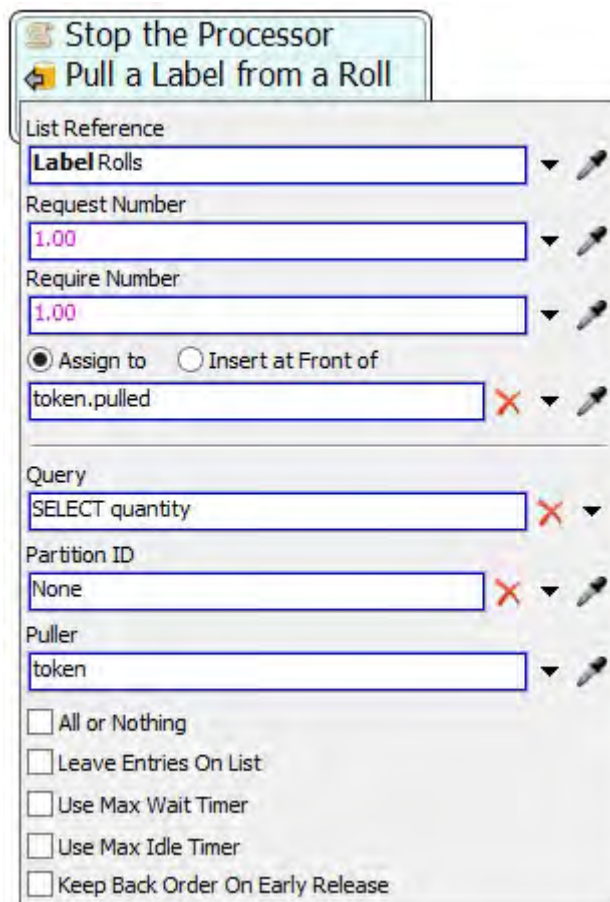 Stop the Processor
Pull a Label from a Roll
List Reference
Label Rolls
Request Number
1.00
Require Number
1.00
Assign to Insert at Front of
token.pulled
Query
SELECT quantity
Partition ID
None
Puller
token
All or Nothing
Leave Entries On List
Use Max Wait Timer
Use Max Idle Timer
Keep Back Order On Early Release